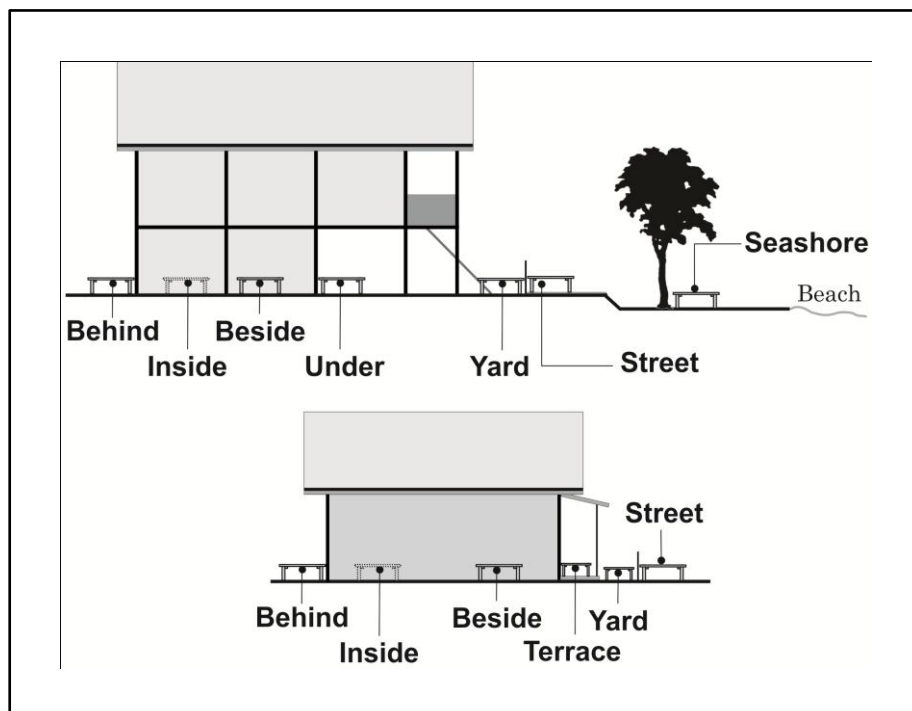 Seashore
Beach
Behind
Beside
Inside
Under
Yard
Street
Street
Behind
Beside
Yard
Inside
Terrace